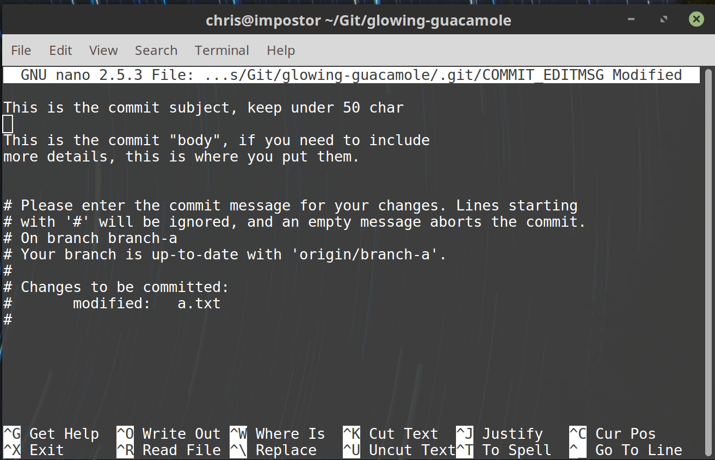 chris@impostor ~/Git/glowing-guacamole
File Edit View Search Terminal Help
GNU nano 2.5.3 File: ...s/Git/glowing-guacamole/.git/COMMIT_EDITMSG Modified
This is the commit subject, keep under 50 char
This is the commit "body", if you need to include
more details, this is where you put them.
# Please enter the commit message for your changes. Lines starting
# with '#' will be ignored, and an empty message aborts the commit.
# On branch branch-a
# Your branch is up-to-date with 'origin/branch-a'.
#
# Changes to be committed:
#       modified:   a.txt
#
^G Get Help ^O Write Out ^W Where Is ^K Cut Text ^J Justify ^C Cur Pos
^X Exit ^R Read File ^\ Replace ^U Uncut Text ^T To Spell ^_ Go To Line